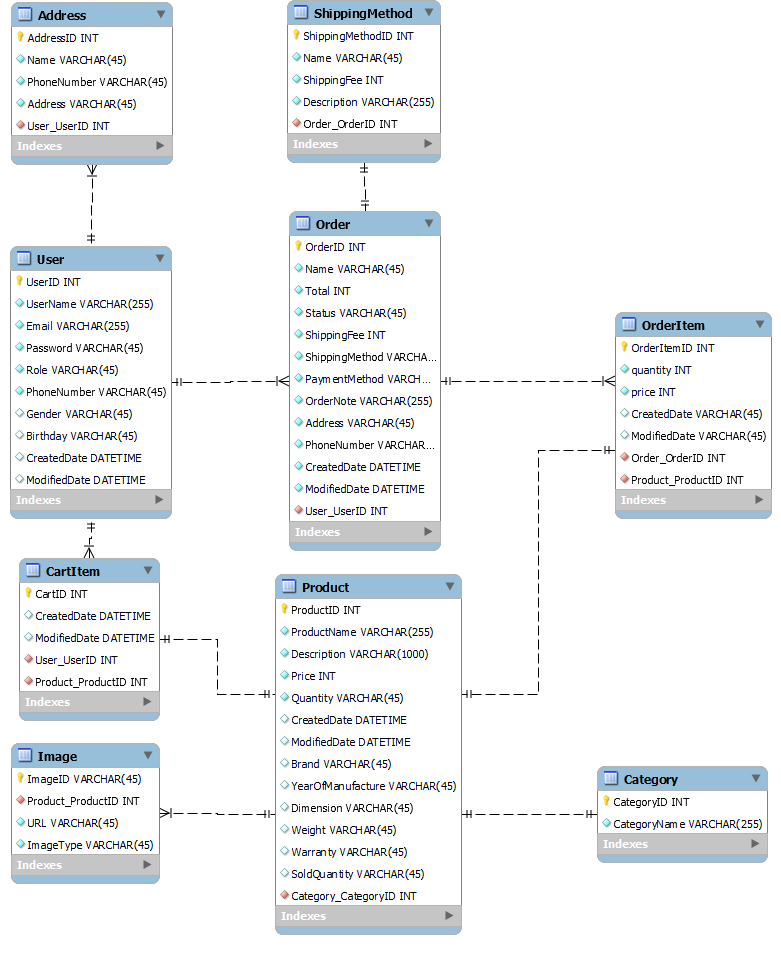 Address
AddressID INT
Name VARCHAR(45)
PhoneNumber VARCHAR(45)
Address VARCHAR(45)
User_UserID INT
Indexes
ShippingMethod
ShippingMethodID INT
Name VARCHAR(45)
ShippingFee INT
Description VARCHAR(255)
Order_OrderID INT
Indexes
User
UserID INT
UserName VARCHAR(255)
Email VARCHAR(255)
Password VARCHAR(45)
Role VARCHAR(45)
PhoneNumber VARCHAR(45)
Gender VARCHAR(45)
Birthday VARCHAR(45)
CreatedDate DATETIME
ModifiedDate DATETIME
Indexes
Order
OrderID INT
Name VARCHAR(45)
Total INT
Status VARCHAR(45)
ShippingFee INT
ShippingMethod VARCHA...
PaymentMethod VARCH...
OrderNote VARCHAR(255)
Address VARCHAR(45)
PhoneNumber VARCHAR...
CreatedDate DATETIME
ModifiedDate DATETIME
User_UserID INT
Indexes
OrderItem
OrderItemID INT
quantity INT
price INT
CreatedDate VARCHAR(45)
ModifiedDate VARCHAR(45)
Order_OrderID INT
Product_ProductID INT
Indexes
CartItem
CartID INT
CreatedDate DATETIME
ModifiedDate DATETIME
User_UserID INT
Product_ProductID INT
Indexes
Product
ProductID INT
ProductName VARCHAR(255)
Description VARCHAR(1000)
Price INT
Quantity VARCHAR(45)
CreatedDate DATETIME
ModifiedDate DATETIME
Brand VARCHAR(45)
YearOfManufacture VARCHAR(45)
Dimension VARCHAR(45)
Weight VARCHAR(45)
Warranty VARCHAR(45)
SoldQuantity VARCHAR(45)
Category_CategoryID INT
Indexes
Image
ImageID VARCHAR(45)
Product_ProductID INT
URL VARCHAR(45)
ImageType VARCHAR(45)
Indexes
Category
CategoryID INT
CategoryName VARCHAR(255)
Indexes